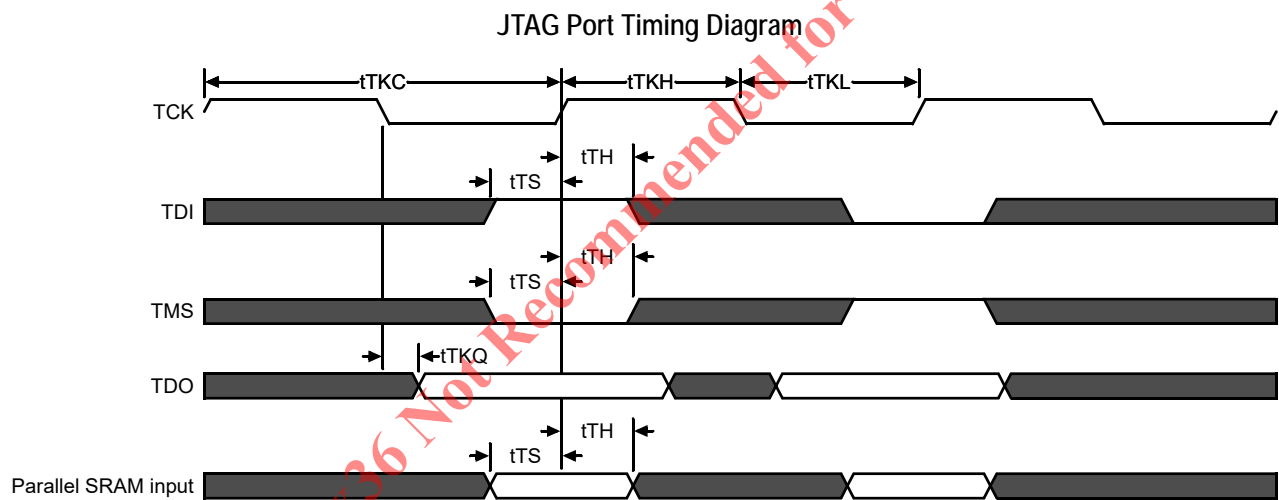 JTAG Port Timing Diagram
tTKC
tTKH
tTKL
TCK
tTH
tTS
TDI
tTH
tTS
TMS
tTKQ
TDO
tTH
tTS
Parallel SRAM input
36 Not Recommended for